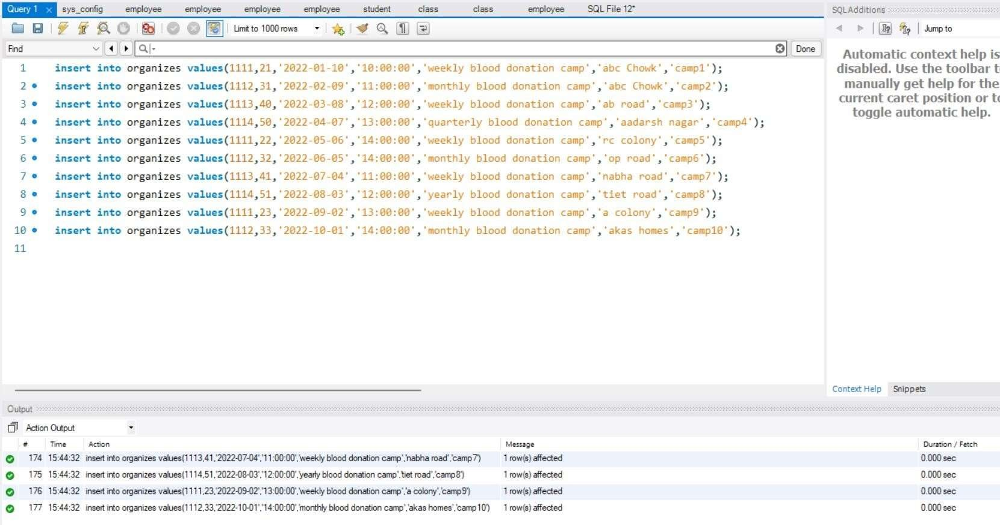 Query 1 sys_config employee employee employee employee student class class employee SQL File 12*
SQLAdditions
Limit to 1000 rows
Jump to
Find
Done
Automatic context help is
disabled. Use the toolbar t
manually get help for the
current caret position or to
toggle automatic help.
1 insert into organizes values(1111,21,'2022-01-10','10:00:00','weekly blood donation camp','abc Chowk','camp1');
2 insert into organizes values(1112,31,'2022-02-09','11:00:00','monthly blood donation camp','abc Chowk','camp2');
3 insert into organizes values(1113,40,'2022-03-08','12:00:00','weekly blood donation camp','ab road','camp3');
4 insert into organizes values(1114,50,'2022-04-07','13:00:00','quarterly blood donation camp','aadarsh nagar','camp4');
5 insert into organizes values(1111,22,'2022-05-06','14:00:00','weekly blood donation camp','rc colony','camp5');
6 insert into organizes values(1112,32,'2022-06-05','14:00:00','monthly blood donation camp','op road','camp6');
7 insert into organizes values(1113,41,'2022-07-04','11:00:00','weekly blood donation camp','nabha road','camp7');
8 insert into organizes values(1114,51,'2022-08-03','12:00:00','yearly blood donation camp','tiet road','camp8');
9 insert into organizes values(1111,23,'2022-09-02','13:00:00','weekly blood donation camp','a colony','camp9');
10 insert into organizes values(1112,33,'2022-10-01','14:00:00','monthly blood donation camp','akas homes','camp10');
11
Context Help Snippets
Output
Action Output
# Time Action Message Duration / Fetch
174 15:44:32 insert into organizes values(1113,41,'2022-07-04','11:00:00','weekly blood donation camp','nabha road','camp7') 1 row(s) affected 0.000 sec
175 15:44:32 insert into organizes values(1114,51,'2022-08-03','12:00:00','yearly blood donation camp','tiet road','camp8') 1 row(s) affected 0.000 sec
176 15:44:32 insert into organizes values(1111,23,'2022-09-02','13:00:00','weekly blood donation camp','a colony','camp9') 1 row(s) affected 0.000 sec
177 15:44:32 insert into organizes values(1112,33,'2022-10-01','14:00:00','monthly blood donation camp','akas homes','camp10') 1 row(s) affected 0.000 sec